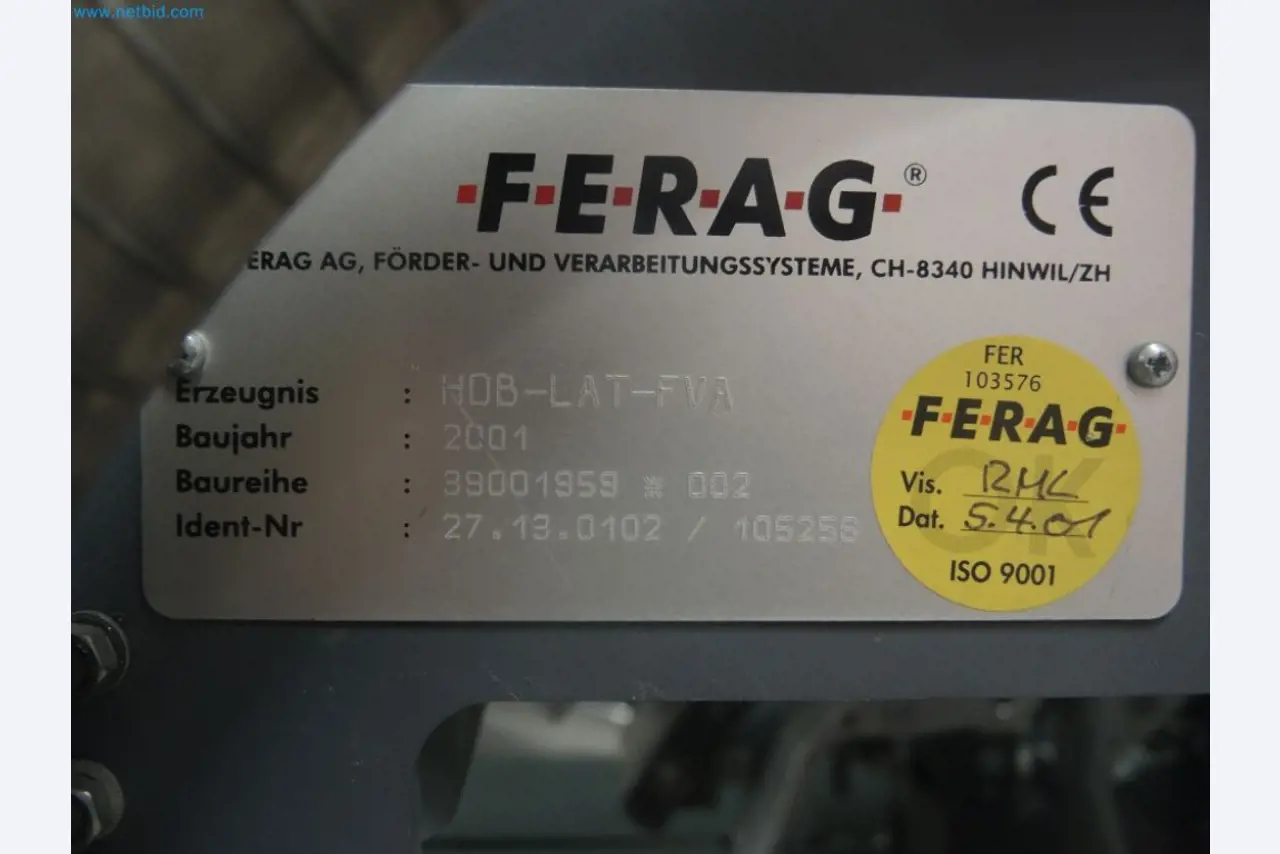 www.netbid.com
F·E·R·A·G® CE
ERAG AG, FÖRDER- UND VERARBEITUNGSSYSTEME, CH-8340 HINWIL/ZH
Erzeugnis : HDB-LAT-FVA
Baujahr : 2001
Baureihe : 39001959 * 002
Ident-Nr : 27.13.0102 / 105256
FER
103576
F·E·R·A·G
OK
Vis. RML
Dat. 5.4.01
ISO 9001